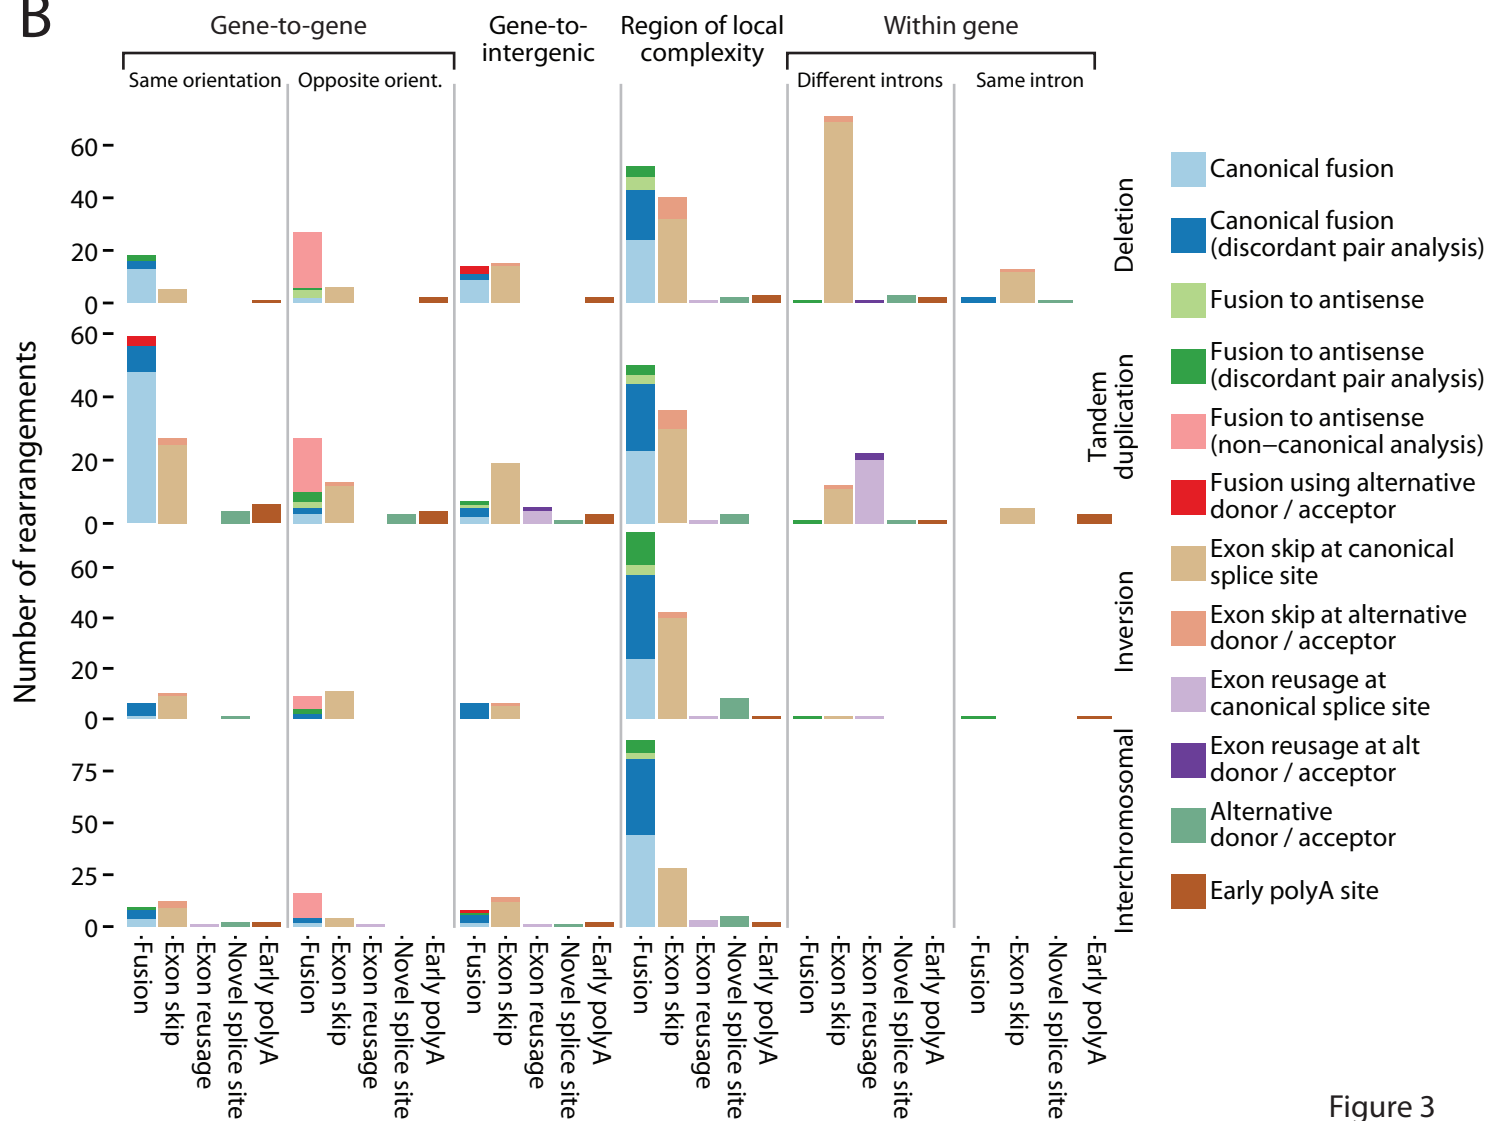 B
Gene-to-gene
Gene-to-
intergenic
Region of local
complexity
Within gene
Same orientation
Opposite orient.
Different introns
Same intron
Number of rearrangements
60
40
20
0
Deletion
60
40
20
0
Tandem
duplication
60
40
20
0
Inversion
75
50
25
0
Interchromosomal
Fusion
Exon skip
Exon reusage
Novel splice site
Early polyA
Fusion
Exon skip
Exon reusage
Novel splice site
Early polyA
Fusion
Exon skip
Exon reusage
Novel splice site
Early polyA
Fusion
Exon skip
Exon reusage
Novel splice site
Early polyA
Fusion
Exon skip
Exon reusage
Novel splice site
Early polyA
Fusion
Exon skip
Novel splice site
Early polyA
Canonical fusion
Canonical fusion
(discordant pair analysis)
Fusion to antisense
Fusion to antisense
(discordant pair analysis)
Fusion to antisense
(non−canonical analysis)
Fusion using alternative
donor / acceptor
Exon skip at canonical
splice site
Exon skip at alternative
donor / acceptor
Exon reusage at
canonical splice site
Exon reusage at alt
donor / acceptor
Alternative
donor / acceptor
Early polyA site
Figure 3